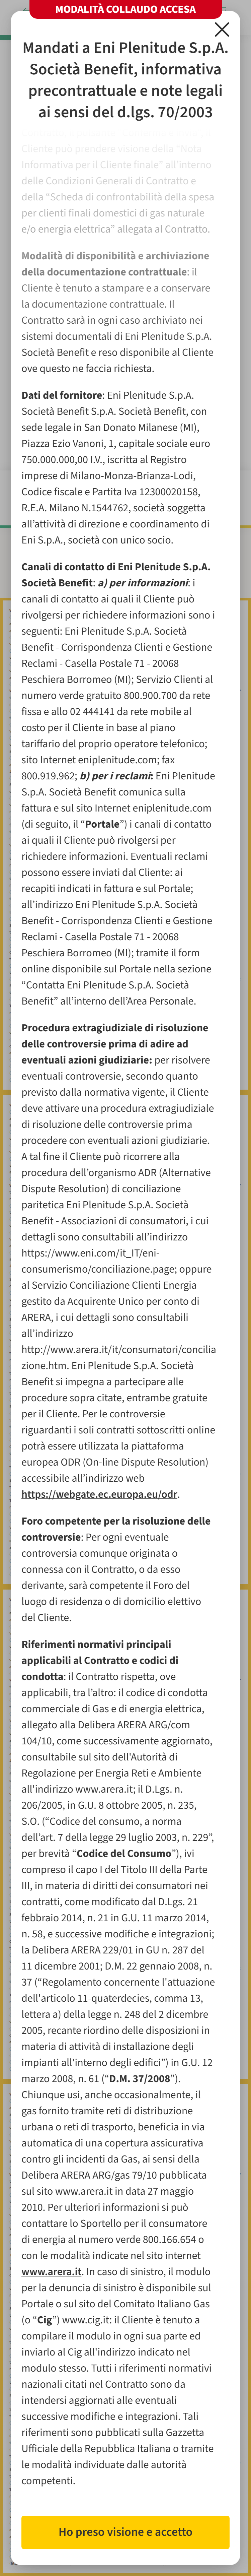 MODALITÀ COLLAUDO ACCESA
Mandati a Eni Plenitude S.p.A.
Società Benefit, informativa
precontrattuale e note legali
ai sensi del d.lgs. 70/2003
Cliente può prendere visione della "Nota
Informativa per il Cliente finale" all'interno
delle Condizioni Generali di Contratto e
della "Scheda di confrontabilità della spesa
per clienti finali domestici di gas naturale
e/o energia elettrica" allegata al Contratto.
Modalità di disponibilità e archiviazione
della documentazione contrattuale: il
Cliente è tenuto a stampare e a conservare
la documentazione contrattuale. Il
Contratto sarà in ogni caso archiviato nei
sistemi documentali di Eni Plenitude S.p.A.
Società Benefit e reso disponibile al Cliente
ove questo ne faccia richiesta.
Dati del fornitore: Eni Plenitude S.p.A.
Società Benefit S.p.A. Società Benefit, con
sede legale in San Donato Milanese (MI),
Piazza Ezio Vanoni, 1, capitale sociale euro
750.000.000,00 I.V., iscritta al Registro
imprese di Milano-Monza-Brianza-Lodi,
Codice fiscale e Partita Iva 12300020158,
R.E.A. Milano N.1544762, società soggetta
all'attività di direzione e coordinamento di
Eni S.p.A., società con unico socio.
Canali di contatto di Eni Plenitude S.p.A.
Società Benefit: a) per informazioni: i
canali di contatto ai quali il Cliente può
rivolgersi per richiedere informazioni sono i
seguenti: Eni Plenitude S.p.A. Società
Benefit - Corrispondenza Clienti e Gestione
Reclami - Casella Postale 71 - 20068
Peschiera Borromeo (MI); Servizio Clienti al
numero verde gratuito 800.900.700 da rete
fissa e allo 02 444141 da rete mobile al
costo per il Cliente in base al piano
tariffario del proprio operatore telefonico;
sito Internet eniplenitude.com; fax
800.919.962; b) per i reclami: Eni Plenitude
S.p.A. Società Benefit comunica sulla
fattura e sul sito Internet eniplenitude.com
(di seguito, il "Portale") i canali di contatto
ai quali il Cliente può rivolgersi per
richiedere informazioni. Eventuali reclami
possono essere inviati dal Cliente: ai
recapiti indicati in fattura e sul Portale;
all'indirizzo Eni Plenitude S.p.A. Società
Benefit - Corrispondenza Clienti e Gestione
Reclami - Casella Postale 71 - 20068
Peschiera Borromeo (MI); tramite il form
online disponibile sul Portale nella sezione
"Contatta Eni Plenitude S.p.A. Società
Benefit" all'interno dell'Area Personale.
Procedura extragiudiziale di risoluzione
delle controversie prima di adire ad
eventuali azioni giudiziarie: per risolvere
eventuali controversie, secondo quanto
previsto dalla normativa vigente, il Cliente
deve attivare una procedura extragiudiziale
di risoluzione delle controversie prima
procedere con eventuali azioni giudiziarie.
A tal fine il Cliente può ricorrere alla
procedura dell'organismo ADR (Alternative
Dispute Resolution) di conciliazione
paritetica Eni Plenitude S.p.A. Società
Benefit - Associazioni di consumatori, i cui
dettagli sono consultabili all'indirizzo
https://www.eni.com/it_IT/eni-
consumerismo/conciliazione.page; oppure
al Servizio Conciliazione Clienti Energia
gestito da Acquirente Unico per conto di
ARERA, i cui dettagli sono consultabili
all'indirizzo
http://www.arera.it/it/consumatori/concilia
zione.htm. Eni Plenitude S.p.A. Società
Benefit si impegna a partecipare alle
procedure sopra citate, entrambe gratuite
per il Cliente. Per le controversie
riguardanti i soli contratti sottoscritti online
potrà essere utilizzata la piattaforma
europea ODR (On-line Dispute Resolution)
accessibile all'indirizzo web
https://webgate.ec.europa.eu/odr.
Foro competente per la risoluzione delle
controversie: Per ogni eventuale
controversia comunque originata o
connessa con il Contratto, o da esso
derivante, sarà competente il Foro del
luogo di residenza o di domicilio elettivo
del Cliente.
Riferimenti normativi principali
applicabili al Contratto e codici di
condotta: il Contratto rispetta, ove
applicabili, tra l'altro: il codice di condotta
commerciale di Gas e di energia elettrica,
allegato alla Delibera ARERA ARG/com
104/10, come successivamente aggiornato,
consultabile sul sito dell'Autorità di
Regolazione per Energia Reti e Ambiente
all'indirizzo www.arera.it; il D.Lgs. n.
206/2005, in G.U. 8 ottobre 2005, n. 235,
S.O. ("Codice del consumo, a norma
dell'art. 7 della legge 29 luglio 2003, n. 229",
per brevità "Codice del Consumo"), ivi
compreso il capo I del Titolo III della Parte
III, in materia di diritti dei consumatori nei
contratti, come modificato dal D.Lgs. 21
febbraio 2014, n. 21 in G.U. 11 marzo 2014,
n. 58, e successive modifiche e integrazioni;
la Delibera ARERA 229/01 in GU n. 287 del
11 dicembre 2001; D.M. 22 gennaio 2008, n.
37 ("Regolamento concernente l'attuazione
dell'articolo 11-quaterdecies, comma 13,
lettera a) della legge n. 248 del 2 dicembre
2005, recante riordino delle disposizioni in
materia di attività di installazione degli
impianti all'interno degli edifici") in G.U. 12
marzo 2008, n. 61 ("D.M. 37/2008").
Chiunque usi, anche occasionalmente, il
gas fornito tramite reti di distribuzione
urbana o reti di trasporto, beneficia in via
automatica di una copertura assicurativa
contro gli incidenti da Gas, ai sensi della
Delibera ARERA ARG/gas 79/10 pubblicata
sul sito www.arera.it in data 27 maggio
2010. Per ulteriori informazioni si può
contattare lo Sportello per il consumatore
di energia al numero verde 800.166.654 o
con le modalità indicate nel sito internet
www.arera.it. In caso di sinistro, il modulo
per la denuncia di sinistro è disponibile sul
Portale o sul sito del Comitato Italiano Gas
(o "Cig") www.cig.it: il Cliente è tenuto a
compilare il modulo in ogni sua parte ed
inviarlo al Cig all'indirizzo indicato nel
modulo stesso. Tutti i riferimenti normativi
nazionali citati nel Contratto sono da
intendersi aggiornati alle eventuali
successive modifiche e integrazioni. Tali
riferimenti sono pubblicati sulla Gazzetta
Ufficiale della Repubblica Italiana o tramite
le modalità individuate dalle autorità
competenti.
Ho preso visione e accetto